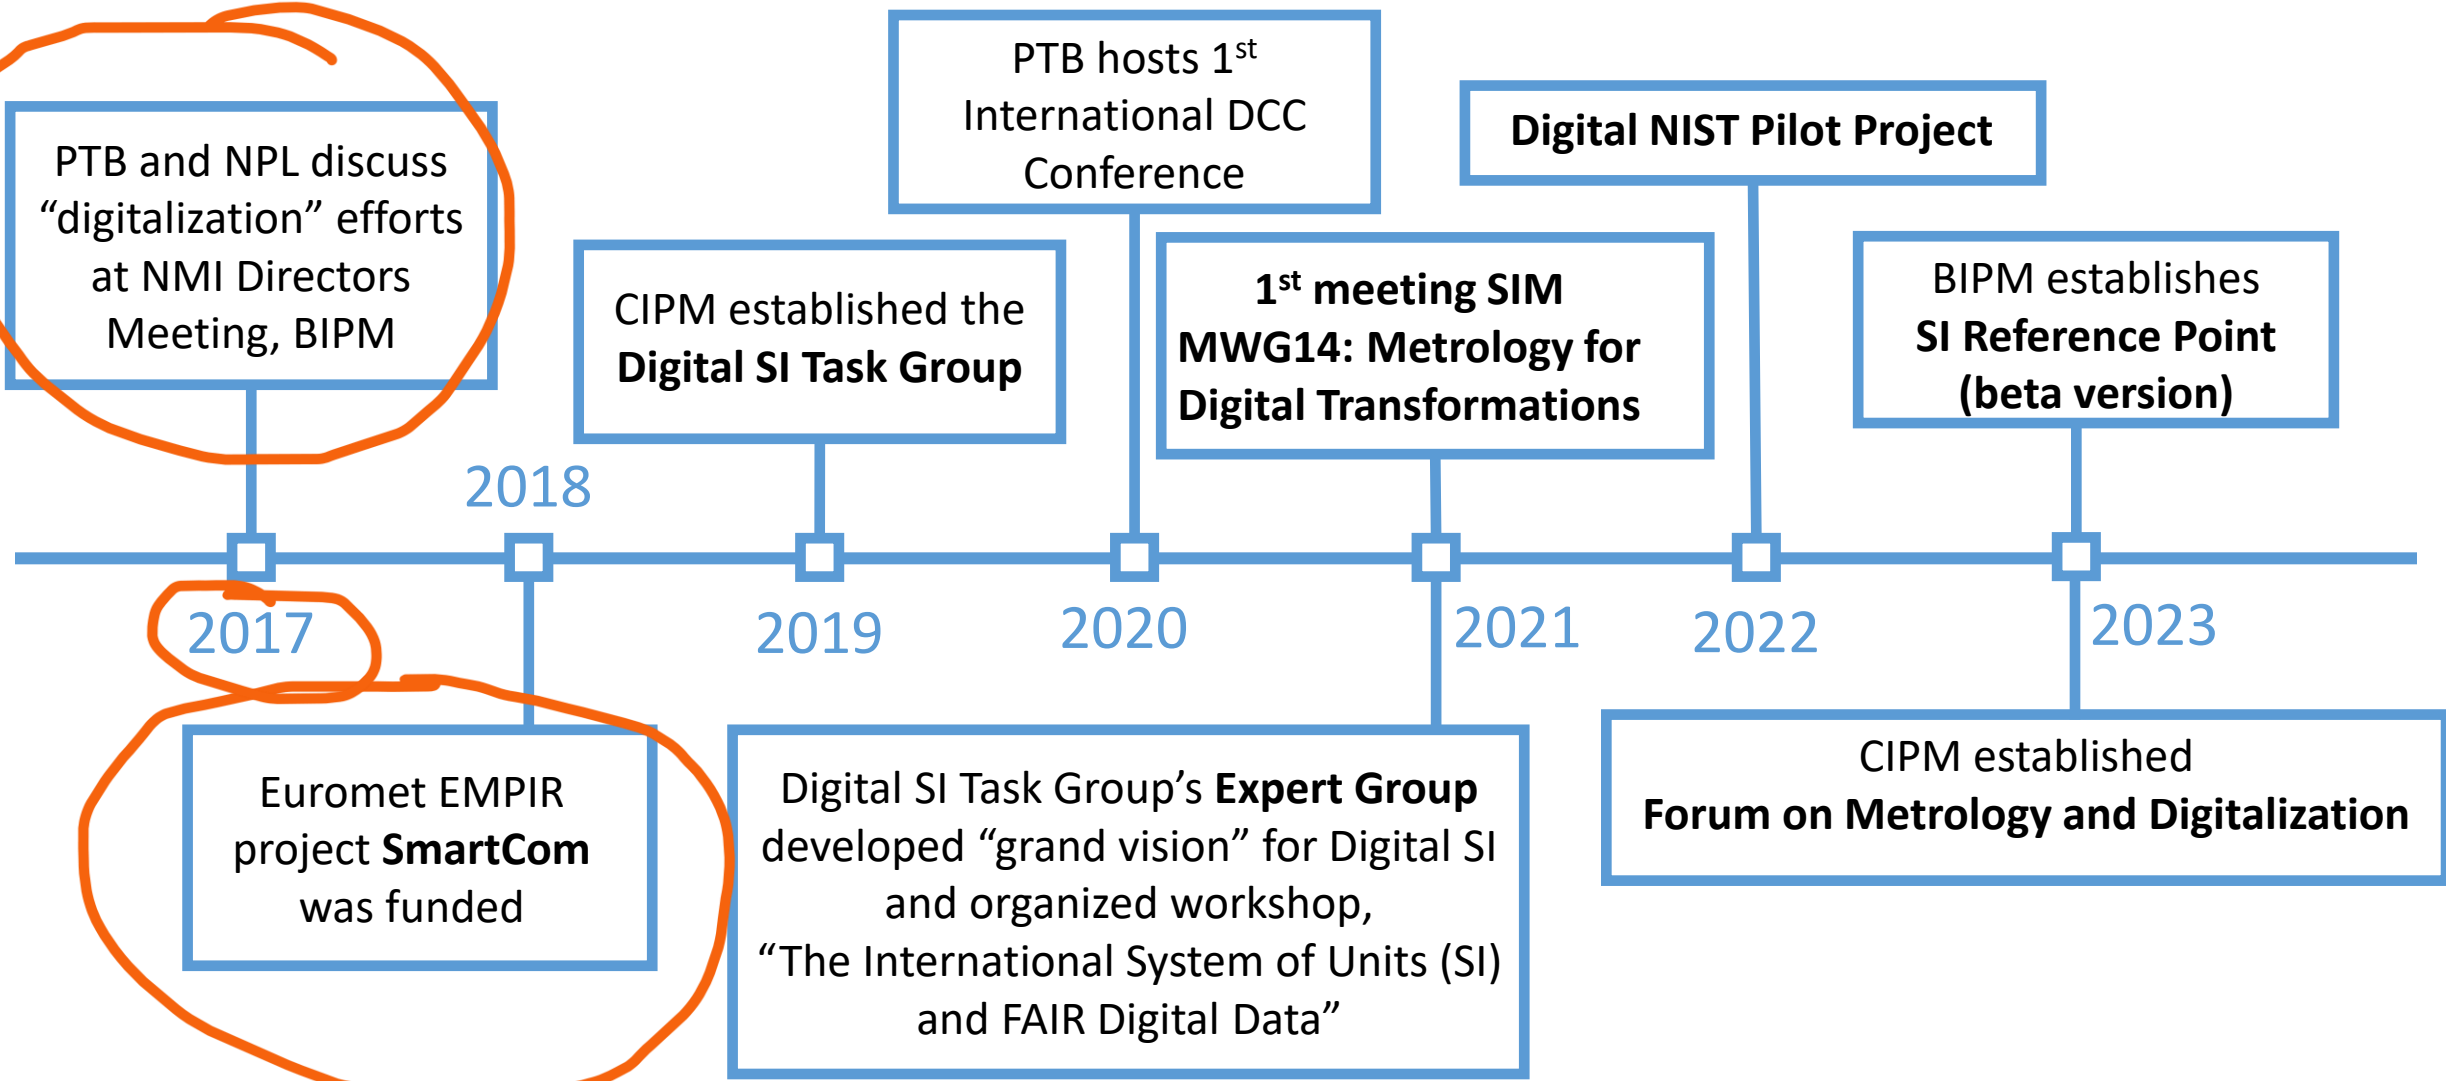 PTB and NPL discuss
“digitalization” efforts
at NMI Directors
Meeting, BIPM
2017
2018
Euromet EMPIR
project SmartCom
was funded
CIPM established the
Digital SI Task Group
2019
PTB hosts 1st
International DCC
Conference
2020
1st meeting SIM
MWG14: Metrology for
Digital Transformations
2021
Digital SI Task Group’s Expert Group
developed “grand vision” for Digital SI
and organized workshop,
“The International System of Units (SI)
and FAIR Digital Data”
Digital NIST Pilot Project
2022
BIPM establishes
SI Reference Point
(beta version)
2023
CIPM established
Forum on Metrology and Digitalization